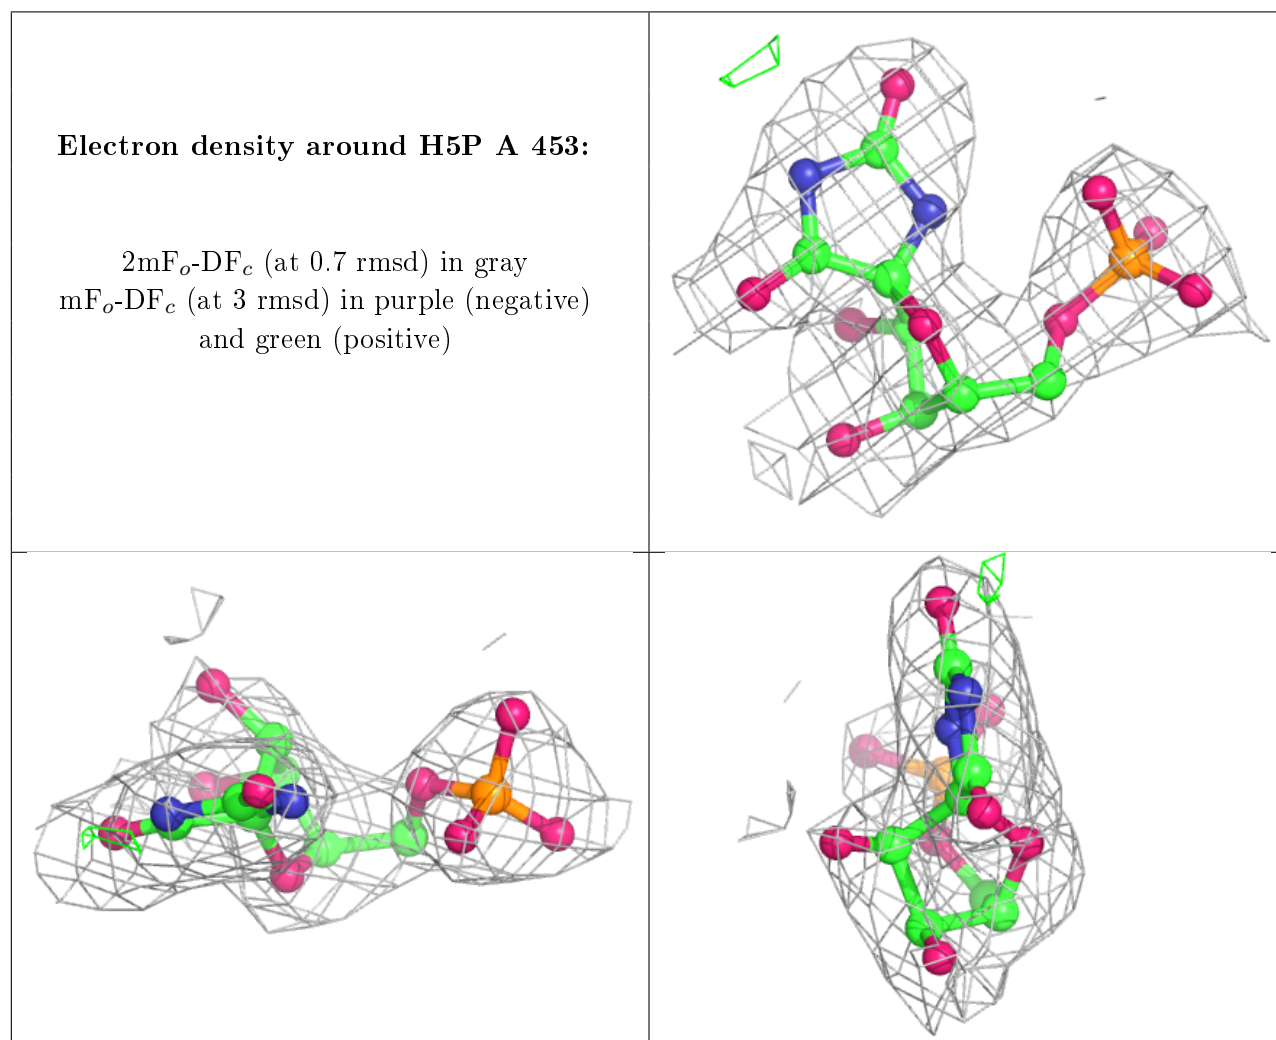 Electron density around H5P A 453:
2mFₒ-DF𝒸 (at 0.7 rmsd) in gray
mFₒ-DF𝒸 (at 3 rmsd) in purple (negative)
and green (positive)